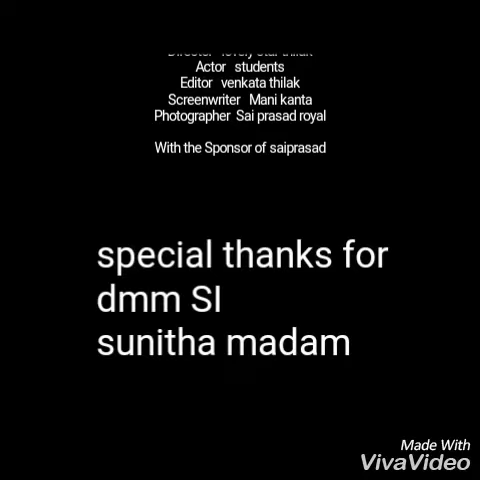 Actor students
Editor venkata thilak
Screenwriter Mani kanta
Photographer Sai prasad royal
With the Sponsor of saiprasad
special thanks for
dmm SI
sunitha madam
Made With
VivaVideo